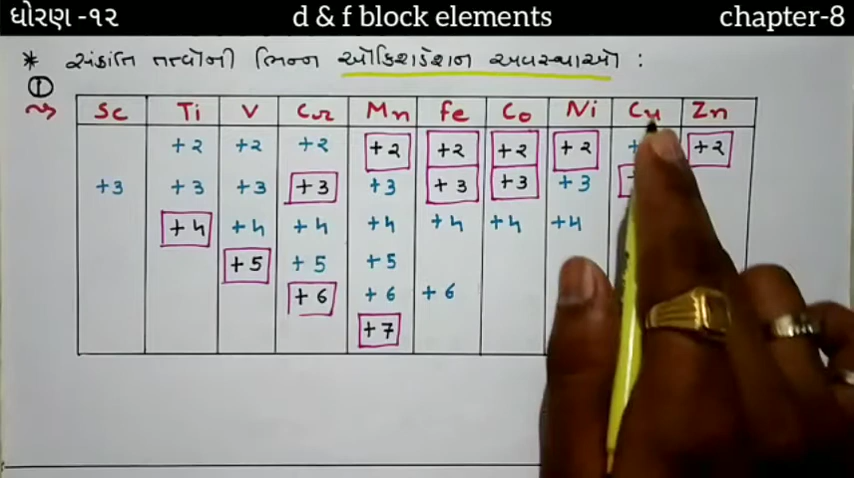 ધોરણ -૧૨ d & f block elements chapter-8
* સંક્રાંતિ તત્વોની ભિન્ન ઓક્સિડેશન અવસ્થાઓ :
①
Sc Ti V Cr Mn Fe Co Ni Cu Zn
+2 +2 +2 +2 +2 +2 +2 +2
+3 +3 +3 +3 +3 +3 +3 +3
+4 +4 +4 +4 +4 +4 +4
+5 +5 +5
+6 +6 +6
+7